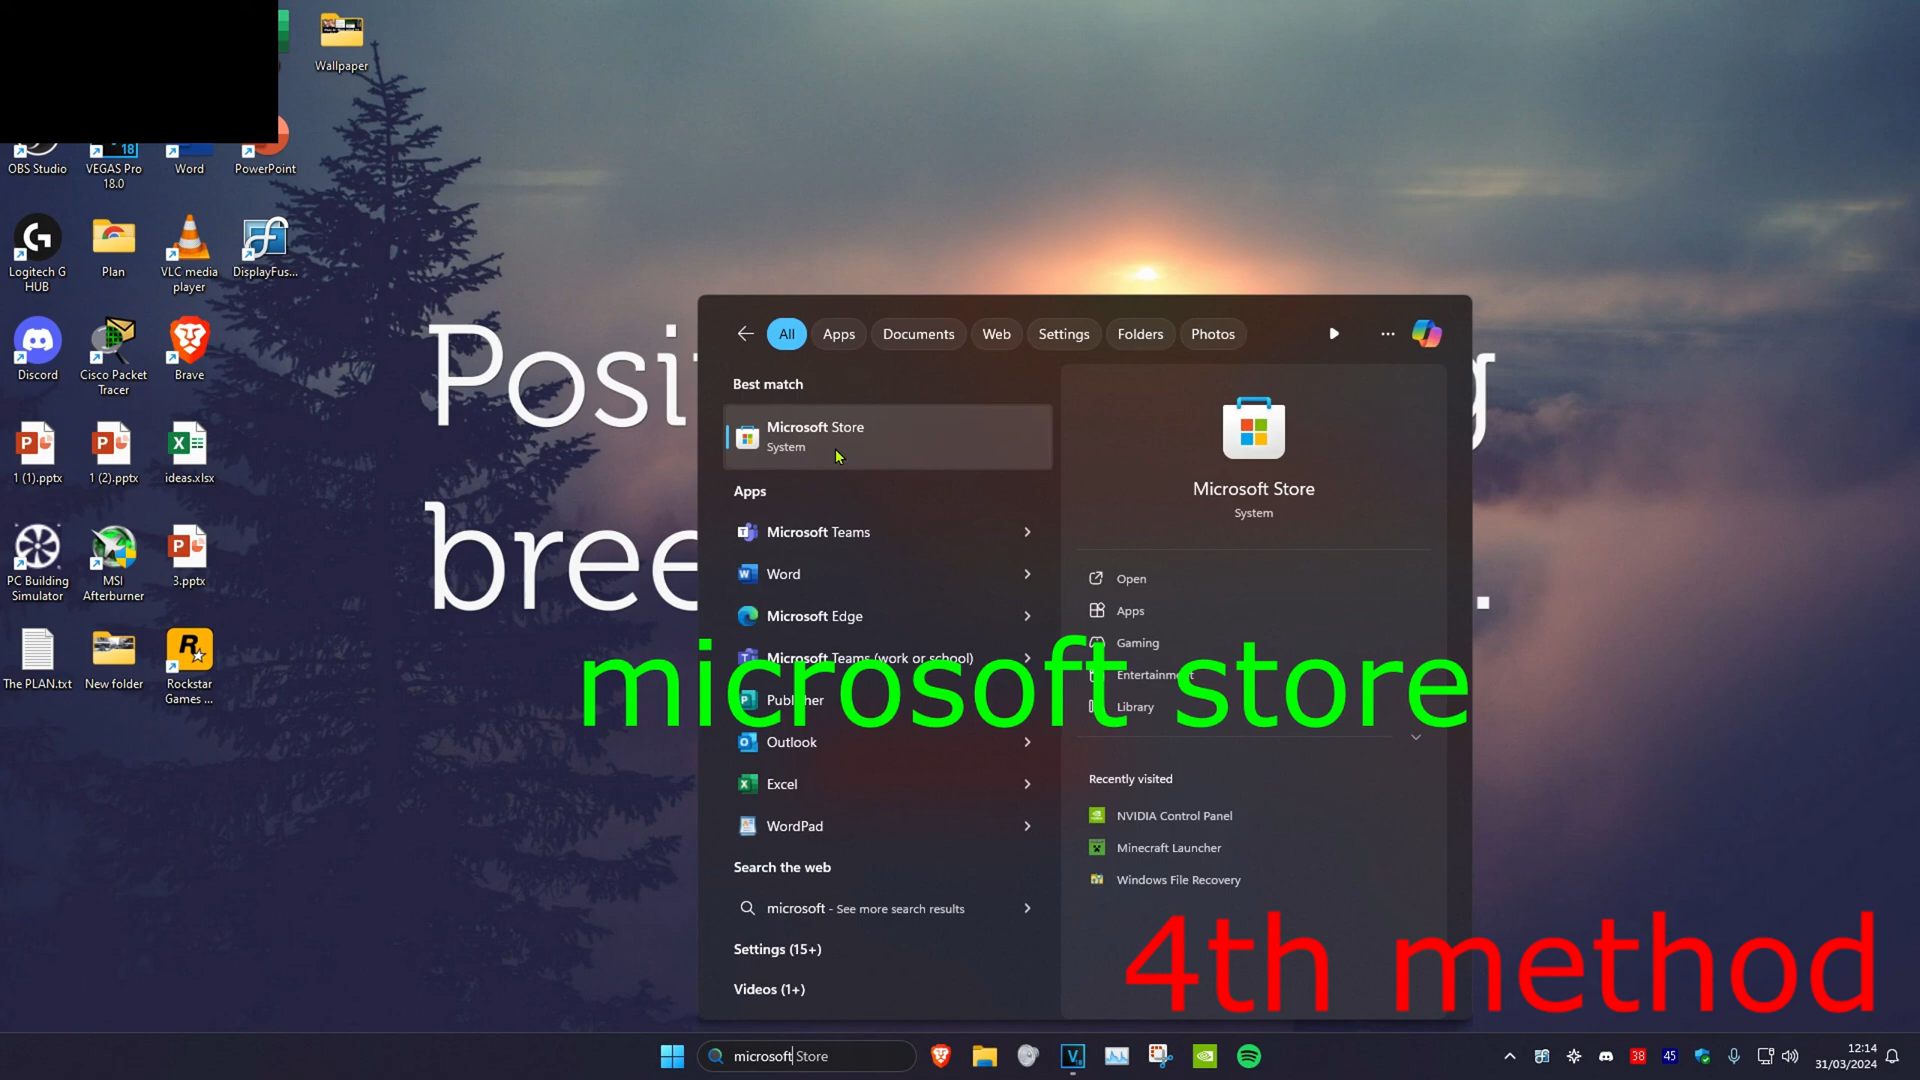 Wallpaper
OBS Studio
VEGAS Pro
18.0
Word
PowerPoint
Logitech G
HUB
Plan
VLC media
player
DisplayFus...
Discord
Cisco Packet
Tracer
Brave
1 (1).pptx
1 (2).pptx
ideas.xlsx
PC Building
Simulator
MSI
Afterburner
3.pptx
The PLAN.txt
New folder
Rockstar
Games ...
All
Apps
Documents
Web
Settings
Folders
Photos
Best match
Microsoft Store
System
Apps
Microsoft Teams
Word
Microsoft Edge
Microsoft Teams (work or school)
Publisher
Outlook
Excel
WordPad
Search the web
microsoft - See more search results
Settings (15+)
Videos (1+)
Microsoft Store
System
Open
Apps
Gaming
Entertainment
Library
Recently visited
NVIDIA Control Panel
Minecraft Launcher
Windows File Recovery
microsoft store
4th method
microsoft Store
38
45
12:14
31/03/2024